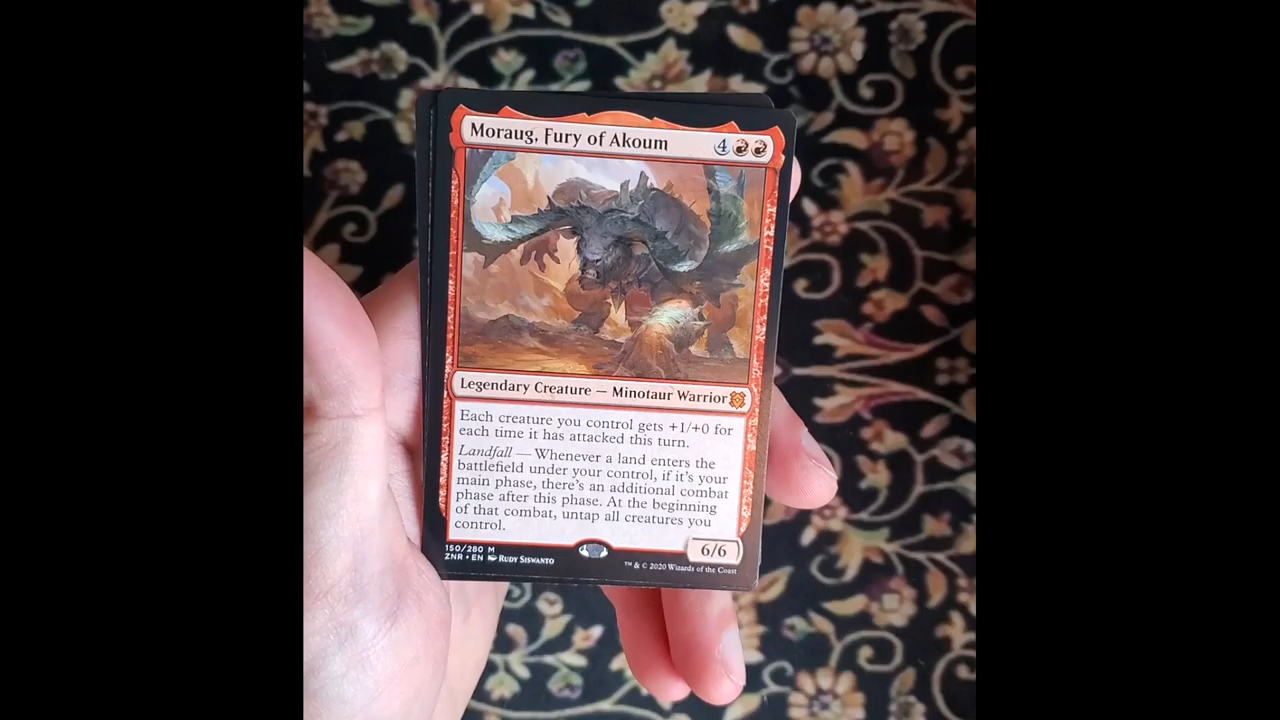 Moraug, Fury of Akoum 4
Legendary Creature — Minotaur Warrior
Each creature you control gets +1/+0 for
each time it has attacked this turn.
Landfall — Whenever a land enters the
battlefield under your control, if it's your
main phase, there's an additional combat
phase after this phase. At the beginning
of that combat, untap all creatures you
control.
6/6
150/280 M
ZNR • EN Rudy Siswanto
™ & © 2020 Wizards of the Coast